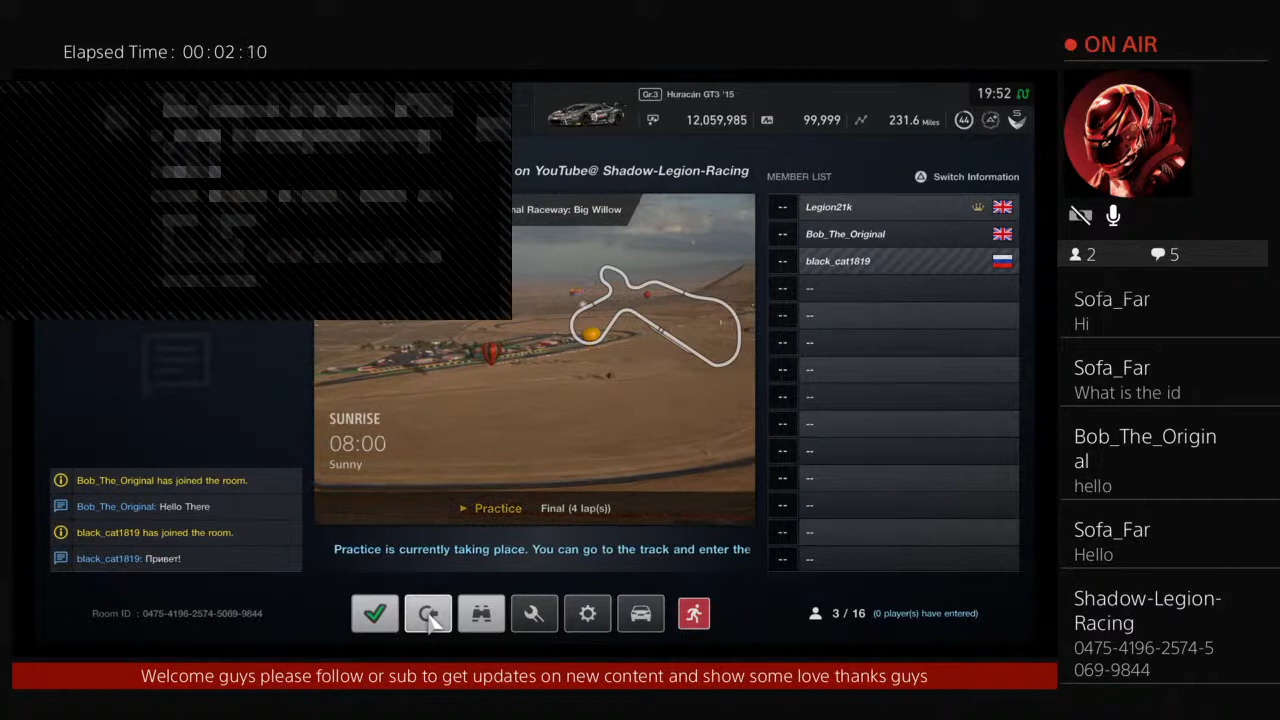 Elapsed Time: 00:02:10
ON AIR
Gr.3 Huracán GT3 '15
19:52
12,059,985
99,999
231.6 Miles
44
S
on YouTube@ Shadow-Legion-Racing
MEMBER LIST
Switch Information
Raceway: Big Willow
-- Legion21k
-- Bob_The_Original
-- black_cat1819
-- --
-- --
-- --
-- --
-- --
-- --
-- --
-- --
-- --
-- --
-- --
SUNRISE
08:00
Sunny
Practice
Final (4 lap(s))
Practice is currently taking place. You can go to the track and enter the
Bob_The_Original has joined the room.
Bob_The_Original: Hello There
black_cat1819 has joined the room.
black_cat1819: Привет!
Room ID : 0475-4196-2574-5069-9844
3 / 16 (0 player(s) have entered)
Welcome guys please follow or sub to get updates on new content and show some love thanks guys
2
5
Sofa_Far
Hi
Sofa_Far
What is the id
Bob_The_Origin
al
hello
Sofa_Far
Hello
Shadow-Legion-
Racing
0475-4196-2574-5
069-9844